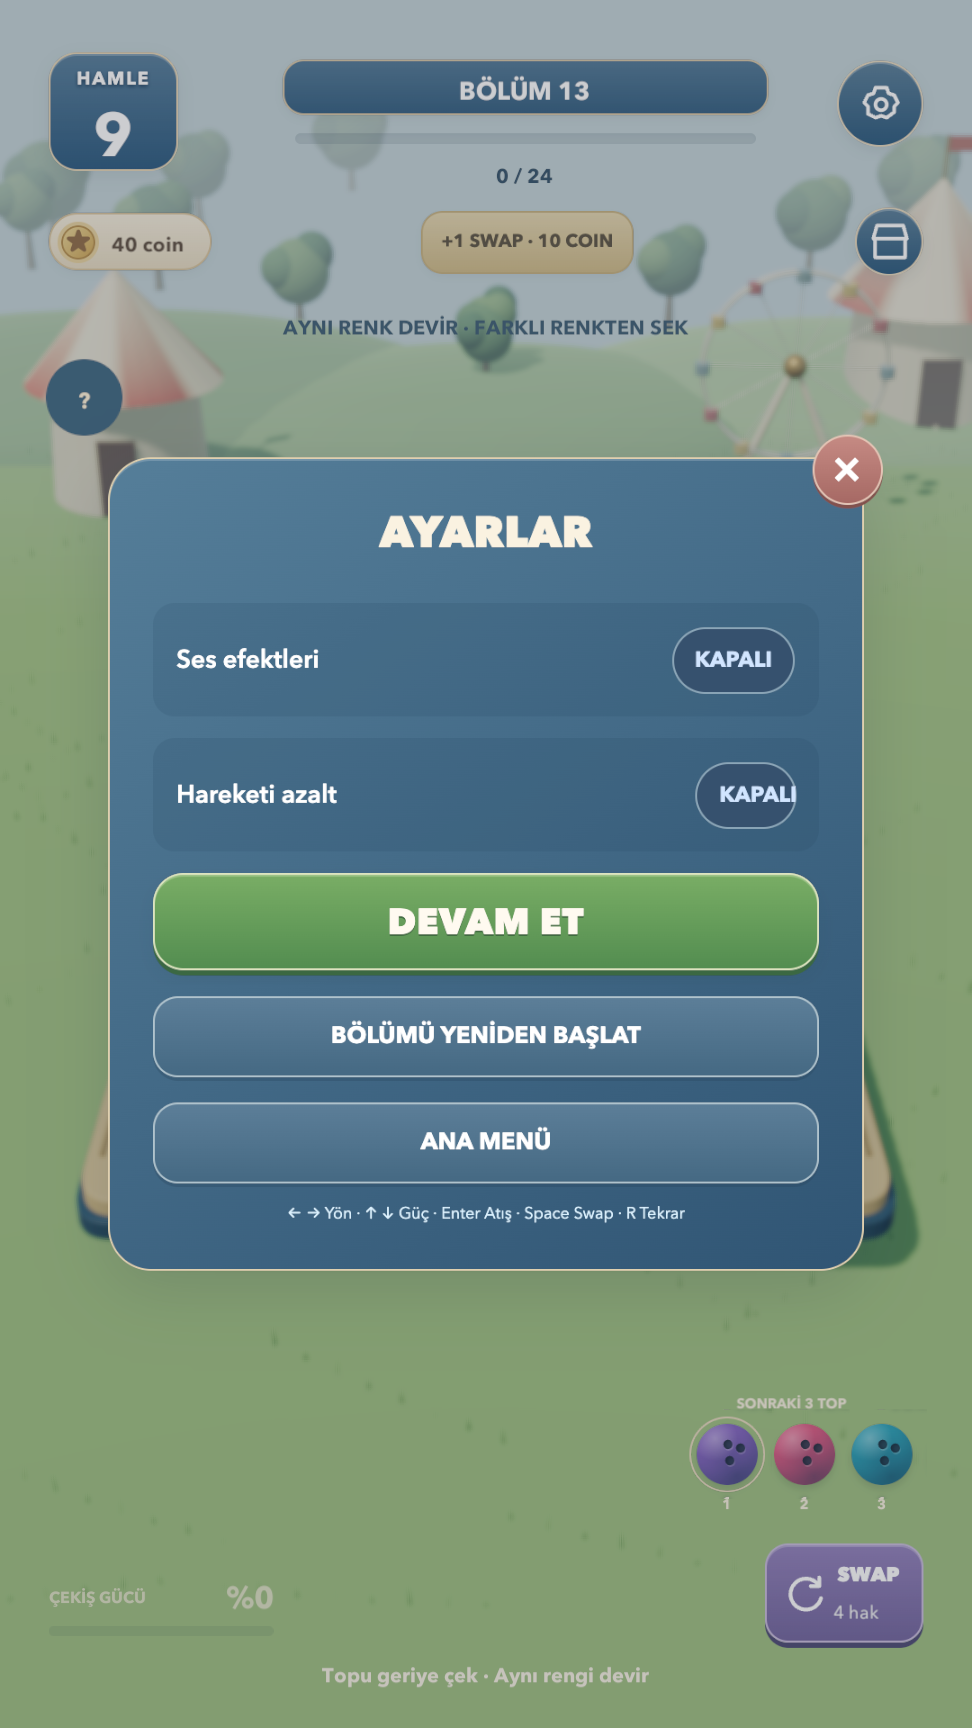 HAMLE
9
BÖLÜM 13
0 / 24
40 coin
+1 SWAP · 10 COIN
AYNI RENK DEVİR · FARKLI RENKTEN SEK
?
AYARLAR
Ses efektleri
KAPALI
Hareketi azalt
KAPALI
DEVAM ET
BÖLÜMÜ YENİDEN BAŞLAT
ANA MENÜ
← → Yön · ↑ ↓ Güç · Enter Atış · Space Swap · R Tekrar
SONRAKİ 3 TOP
1 2 3
ÇEKİŞ GÜCÜ %0
SWAP
4 hak
Topu geriye çek · Aynı rengi devir